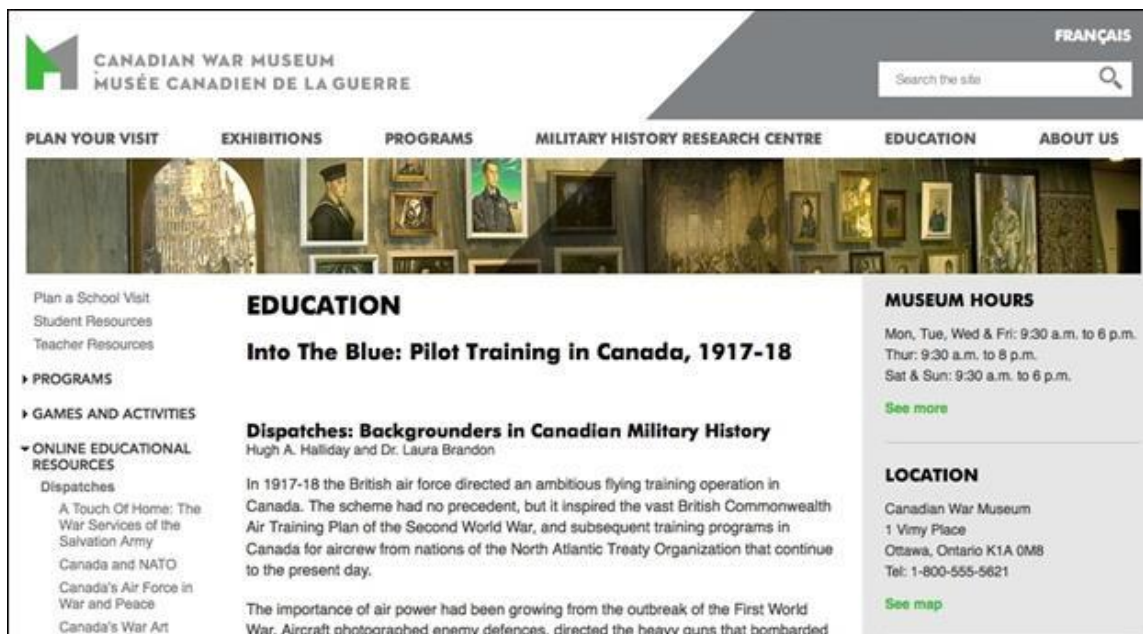 CANADIAN WAR MUSEUM
MUSÉE CANADIEN DE LA GUERRE
FRANÇAIS
Search the site
PLAN YOUR VISIT
EXHIBITIONS
PROGRAMS
MILITARY HISTORY RESEARCH CENTRE
EDUCATION
ABOUT US
Plan a School Visit
Student Resources
Teacher Resources
PROGRAMS
GAMES AND ACTIVITIES
ONLINE EDUCATIONAL
RESOURCES
Dispatches
A Touch Of Home: The
War Services of the
Salvation Army
Canada and NATO
Canada's Air Force in
War and Peace
Canada's War Art
EDUCATION
Into The Blue: Pilot Training in Canada, 1917-18
Dispatches: Backgrounders in Canadian Military History
Hugh A. Halliday and Dr. Laura Brandon
In 1917-18 the British air force directed an ambitious flying training operation in
Canada. The scheme had no precedent, but it inspired the vast British Commonwealth
Air Training Plan of the Second World War, and subsequent training programs in
Canada for aircrew from nations of the North Atlantic Treaty Organization that continue
to the present day.
The importance of air power had been growing from the outbreak of the First World
War. Aircraft photographed enemy defences, directed the heavy guns that bombarded
MUSEUM HOURS
Mon, Tue, Wed & Fri: 9:30 a.m. to 6 p.m.
Thur: 9:30 a.m. to 8 p.m.
Sat & Sun: 9:30 a.m. to 6 p.m.
See more
LOCATION
Canadian War Museum
1 Vimy Place
Ottawa, Ontario K1A 0M8
Tel: 1-800-555-5621
See map